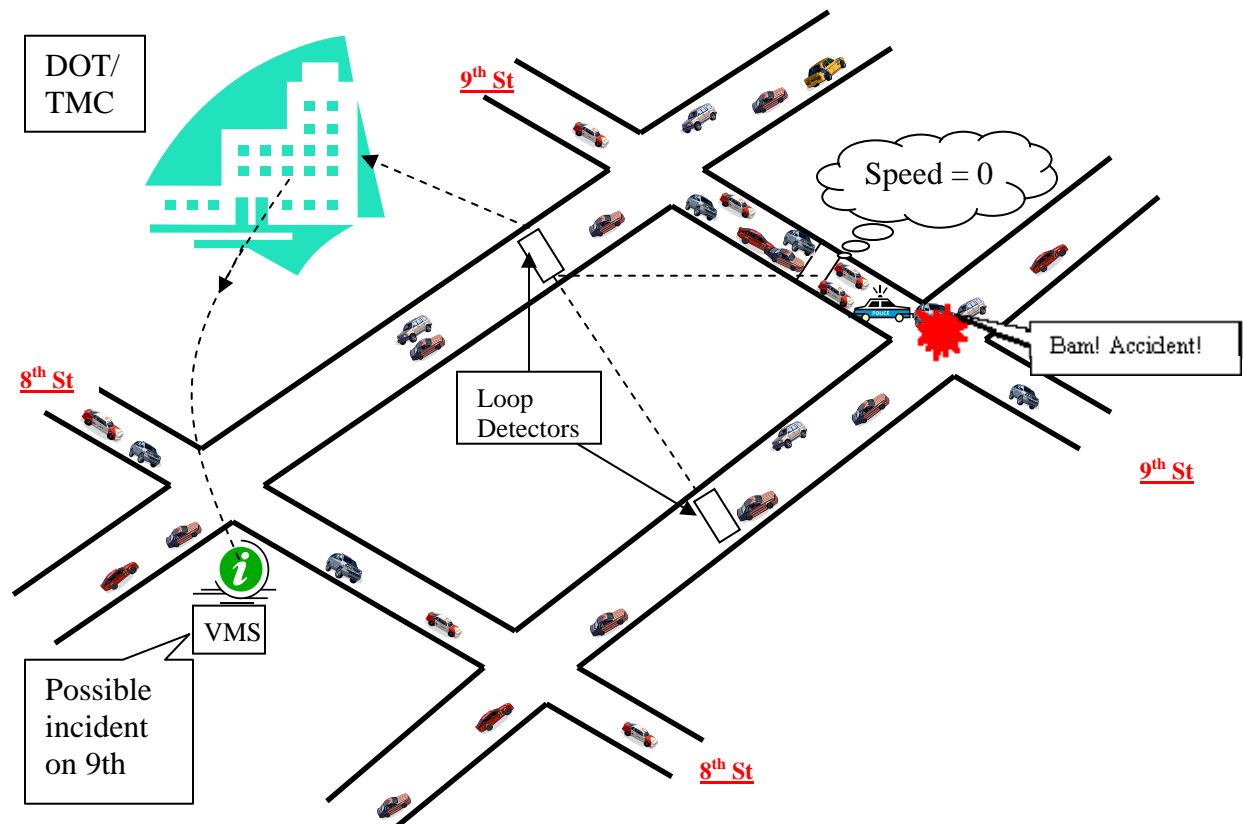 DOT/
TMC
9th St
Speed = 0
POLICE
Bam! Accident!
8th St
Loop
Detectors
9th St
i
VMS
Possible
incident
on 9th
8th St